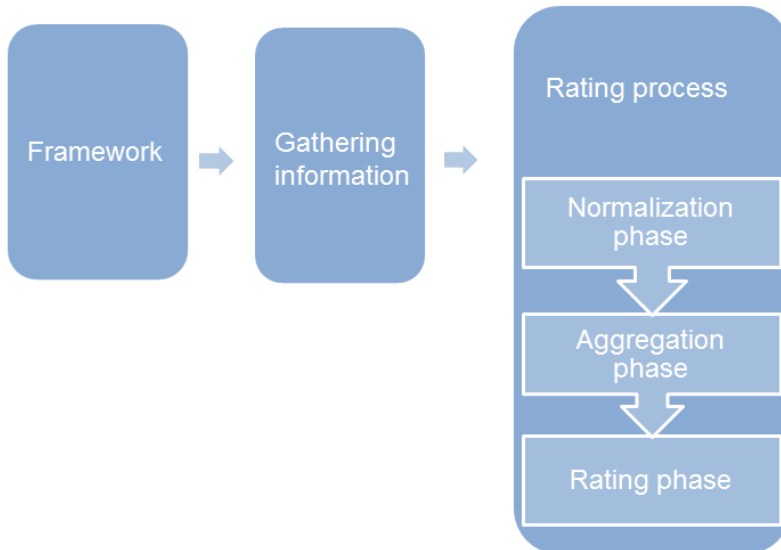 Framework
Gathering
information
Rating process
Normalization
phase
Aggregation
phase
Rating phase